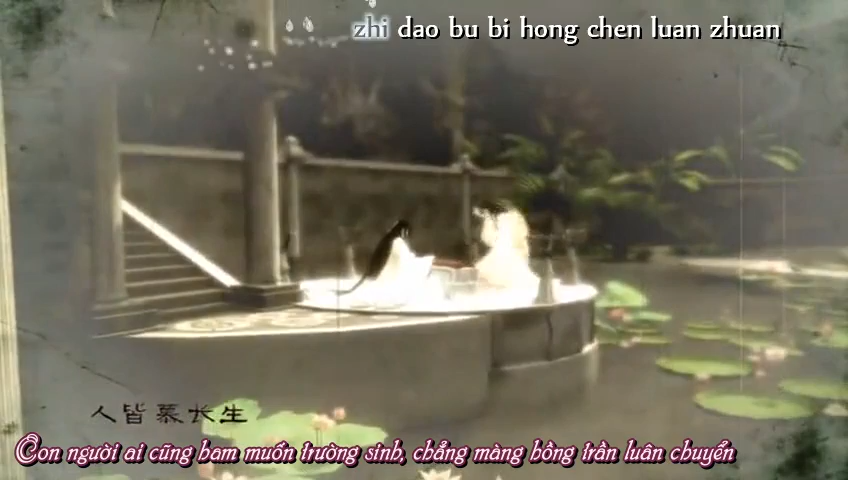 zhi dao bu bi hong chen luan zhuan
人皆慕长生
Con người ai cũng ham muốn trường sinh, chẳng màng hồng trần luân chuyển